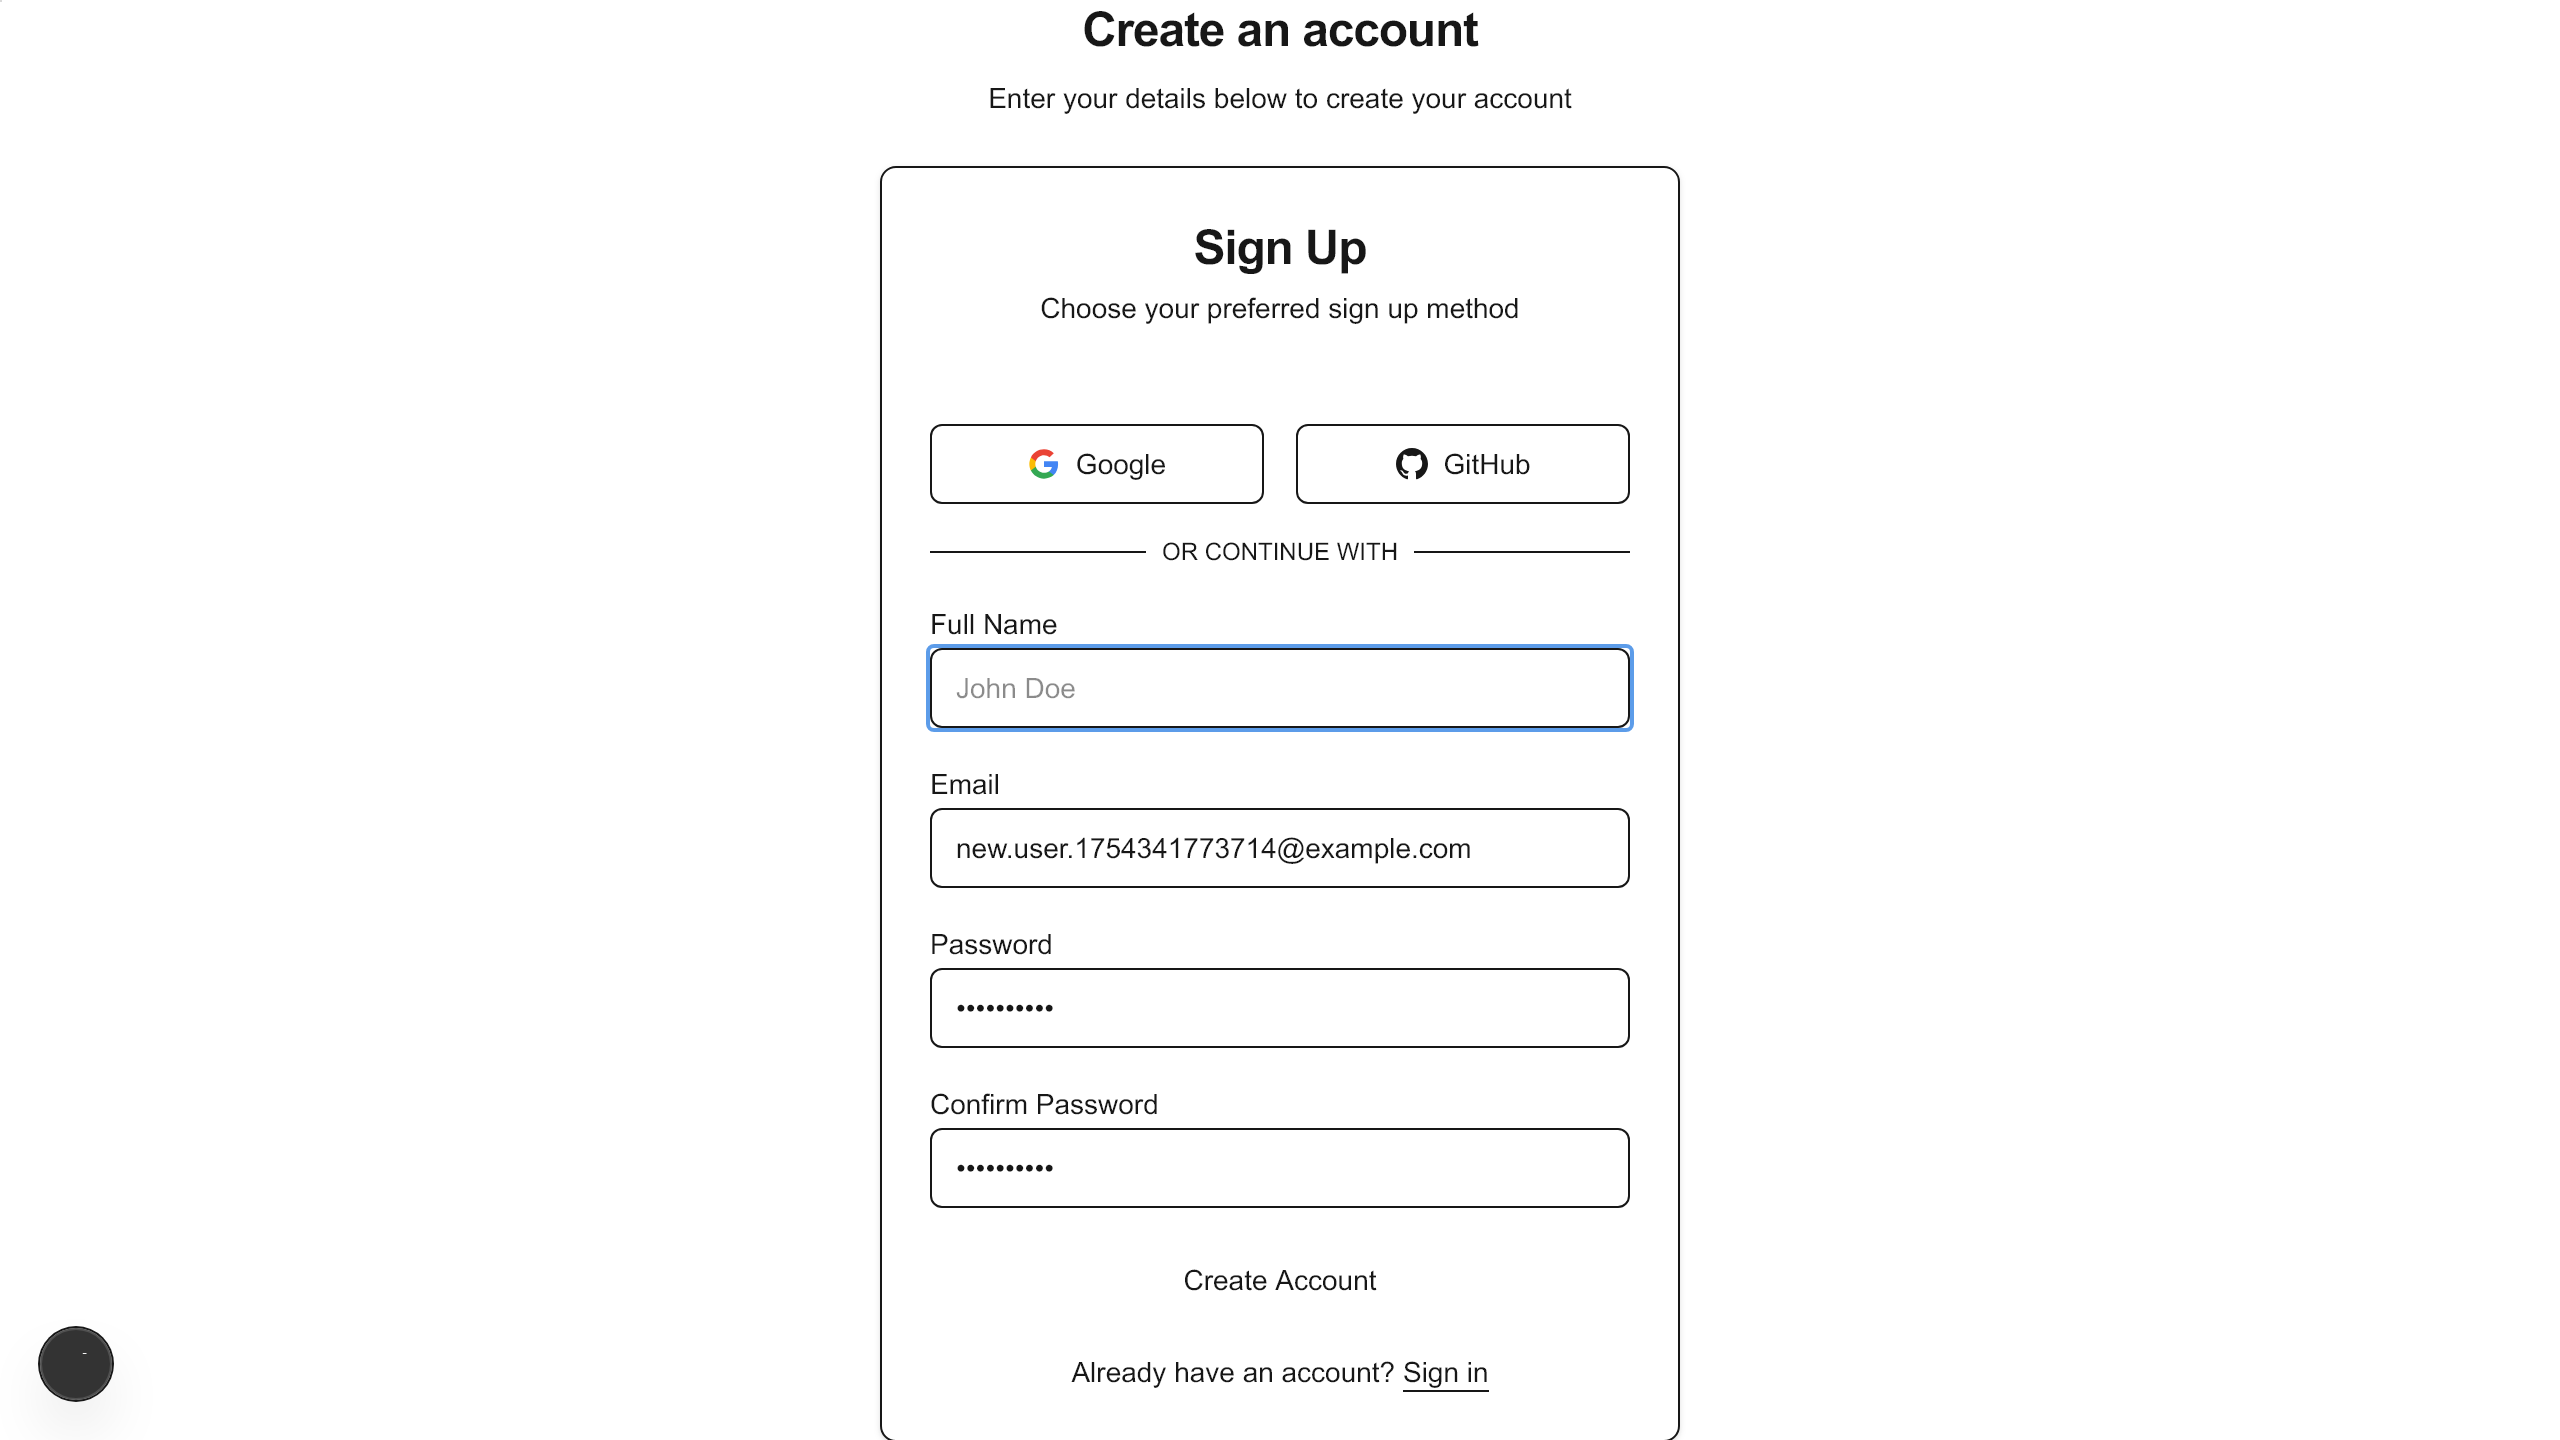 Create an account
Enter your details below to create your account
Sign Up
Choose your preferred sign up method
Google
GitHub
OR CONTINUE WITH
Full Name
John Doe
Email
new.user.1754341773714@example.com
Password
••••••••••
Confirm Password
••••••••••
Create Account
Already have an account? Sign in